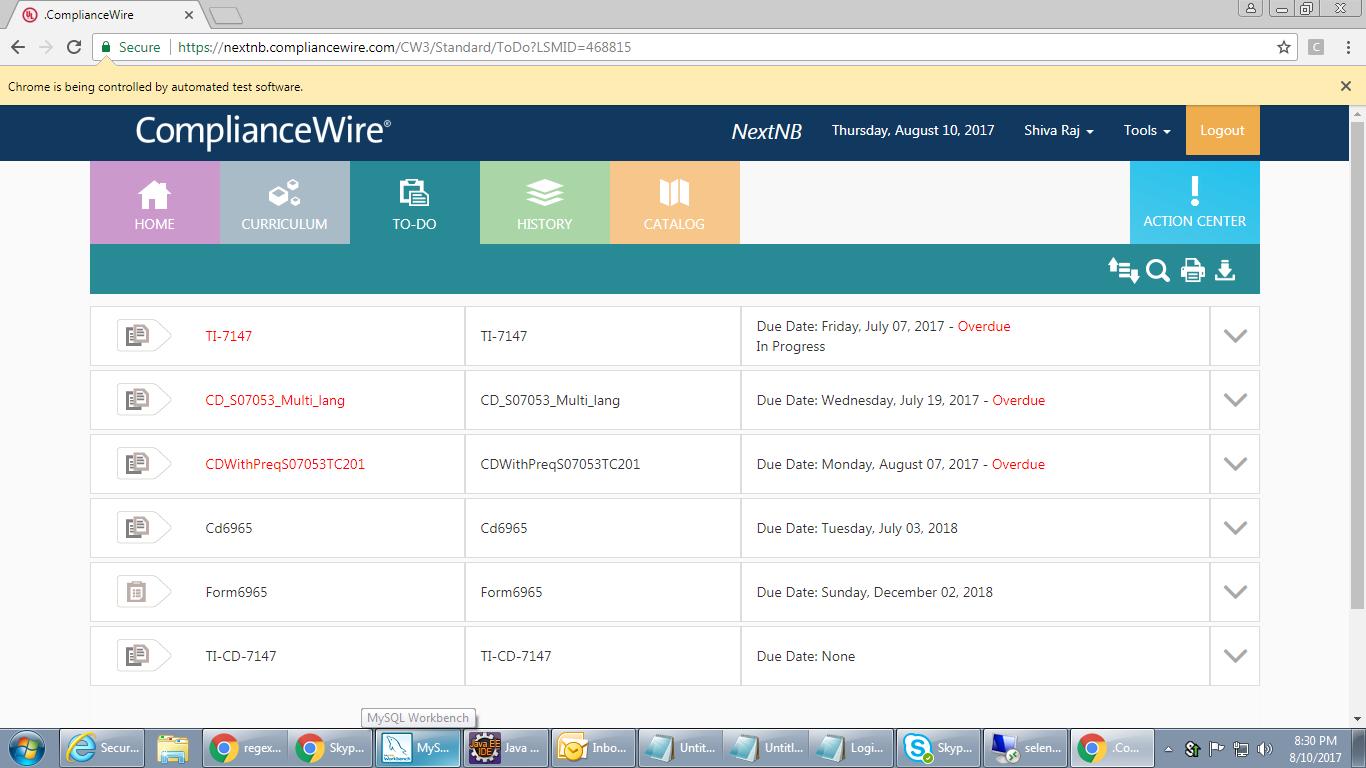 .ComplianceWire
Secure https://nextnb.compliancewire.com/CW3/Standard/ToDo?LSMID=468815
C
Chrome is being controlled by automated test software.
ComplianceWire® NextNB Thursday, August 10, 2017 Shiva Raj Tools Logout
HOME CURRICULUM TO-DO HISTORY CATALOG ACTION CENTER
TI-7147 TI-7147 Due Date: Friday, July 07, 2017 - Overdue
In Progress
CD_S07053_Multi_lang CD_S07053_Multi_lang Due Date: Wednesday, July 19, 2017 - Overdue
CDWithPreqS07053TC201 CDWithPreqS07053TC201 Due Date: Monday, August 07, 2017 - Overdue
Cd6965 Cd6965 Due Date: Tuesday, July 03, 2018
Form6965 Form6965 Due Date: Sunday, December 02, 2018
TI-CD-7147 TI-CD-7147 Due Date: None
MySQL Workbench
Secur... regex... Skyp... MyS... Java ... Inbo... Untit... Untitl... Logi... Skyp... selen... .Co... 8:30 PM
8/10/2017